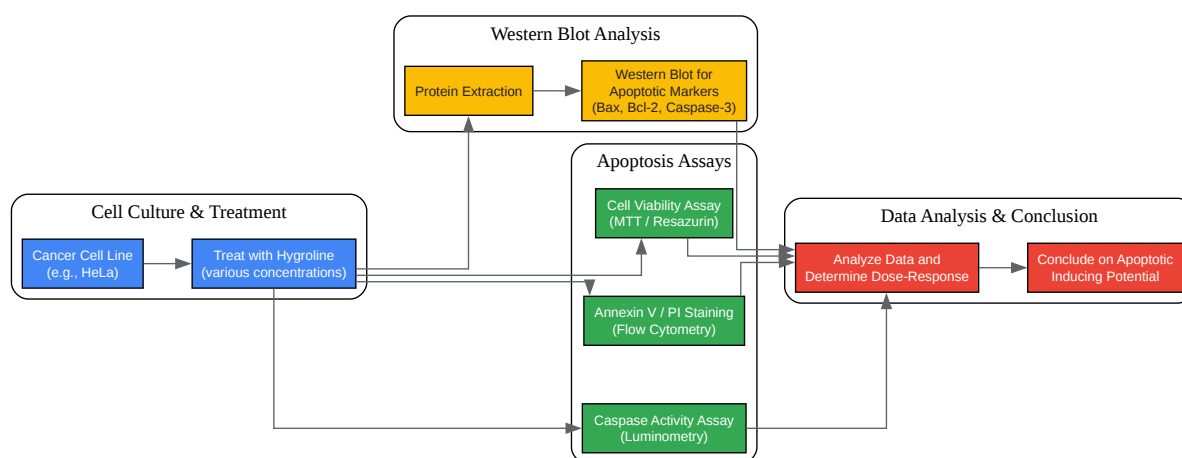 Western Blot Analysis
Protein Extraction
Western Blot for
Apoptotic Markers
(Bax, Bcl-2, Caspase-3)
Apoptosis Assays
Cell Viability Assay
(MTT / Resazurin)
Annexin V / PI Staining
(Flow Cytometry)
Caspase Activity Assay
(Luminometry)
Cell Culture & Treatment
Cancer Cell Line
(e.g., HeLa)
Treat with Hygroline
(various concentrations)
Data Analysis & Conclusion
Analyze Data and
Determine Dose-Response
Conclude on Apoptotic
Inducing Potential